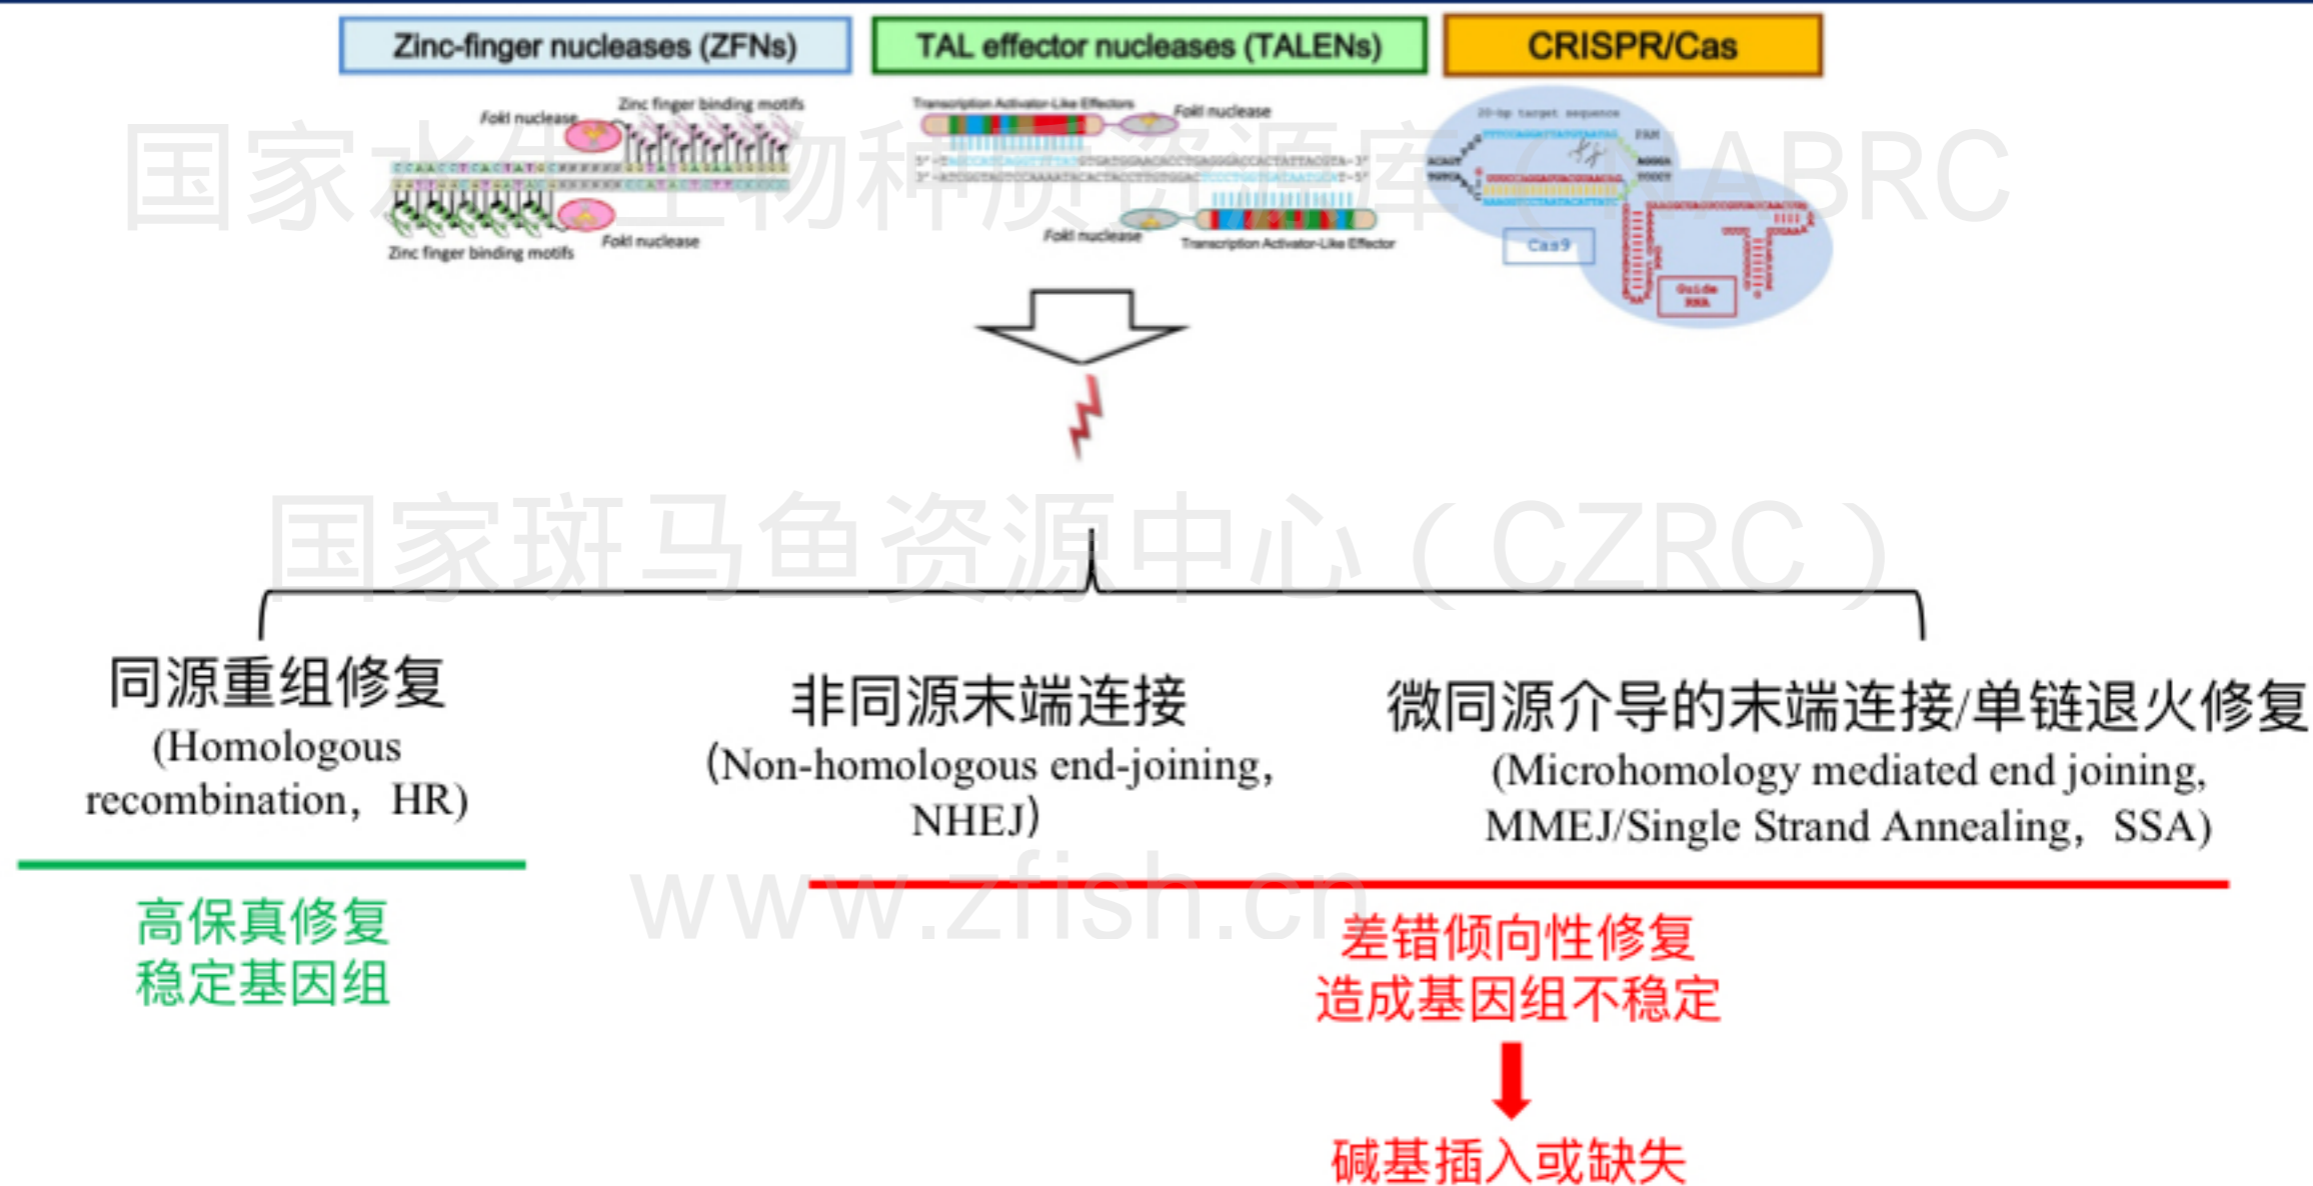 Zinc-finger nucleases (ZFNs)
TAL effector nucleases (TALENs)
CRISPR/Cas
FokI nuclease
Zinc finger binding motifs
Zinc finger binding motifs
FokI nuclease
Transcription Activator-Like Effectors
FokI nuclease
FokI nuclease
Transcription Activator-Like Effector
20-bp target sequence
PAM
Cas9
Guide
RNA
国家水生生物种质资源库(NABRC
国家斑马鱼资源中心(CZRC)
www.zfish.cn
同源重组修复
(Homologous
recombination, HR)
高保真修复
稳定基因组
非同源末端连接
(Non-homologous end-joining,
NHEJ)
微同源介导的末端连接/单链退火修复
(Microhomology mediated end joining,
MMEJ/Single Strand Annealing, SSA)
差错倾向性修复
造成基因组不稳定
碱基插入或缺失